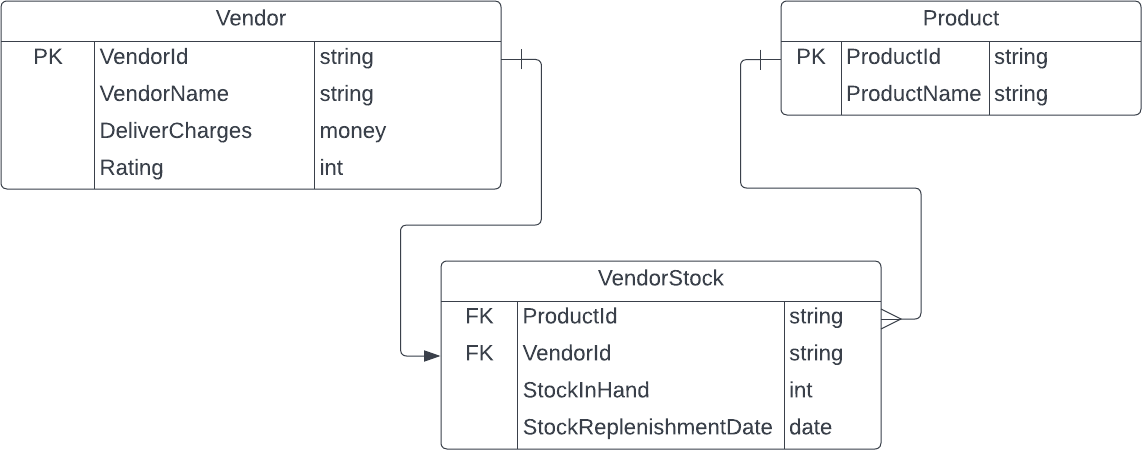 Vendor
PK VendorId string
VendorName string
DeliverCharges money
Rating int
Product
PK ProductId string
ProductName string
VendorStock
FK ProductId string
FK VendorId string
StockInHand int
StockReplenishmentDate date